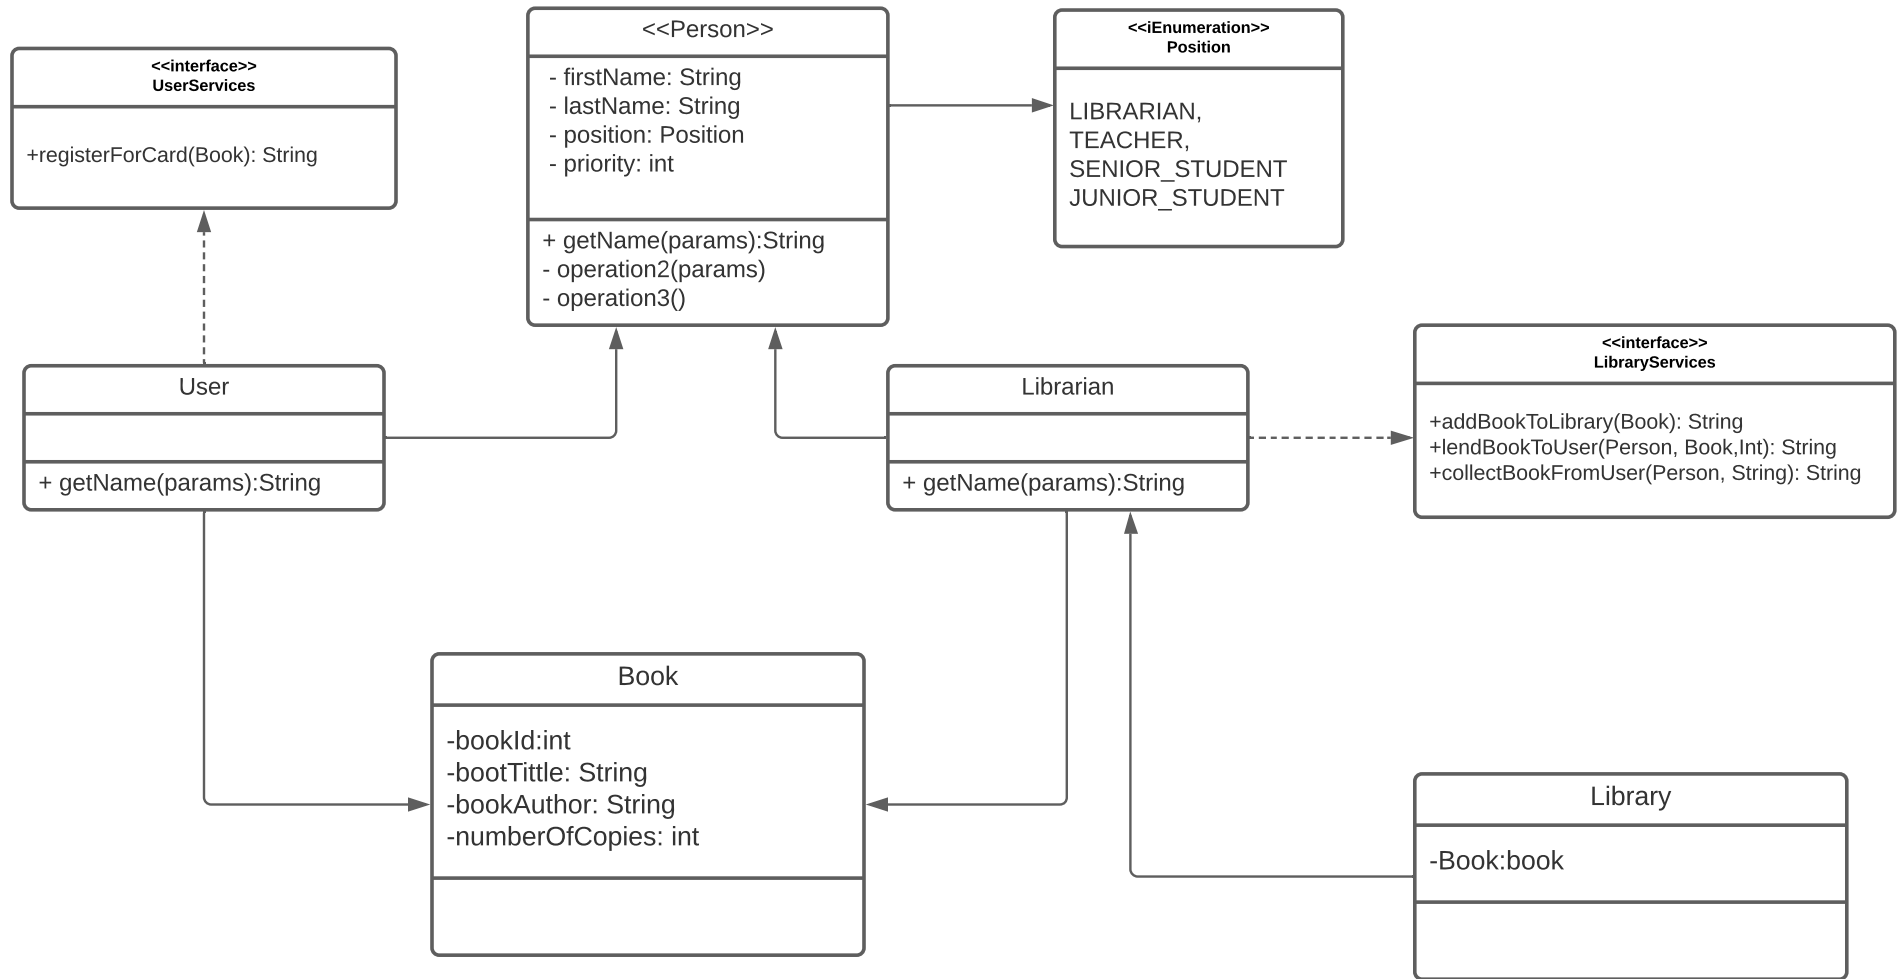 <<interface>>
UserServices
+registerForCard(Book): String
<<Person>>
- firstName: String
- lastName: String
- position: Position
- priority: int
+ getName(params):String
- operation2(params)
- operation3()
<<iEnumeration>>
Position
LIBRARIAN,
TEACHER,
SENIOR_STUDENT
JUNIOR_STUDENT
User
+ getName(params):String
Librarian
+ getName(params):String
<<interface>>
LibraryServices
+addBookToLibrary(Book): String
+lendBookToUser(Person, Book,Int): String
+collectBookFromUser(Person, String): String
Book
-bookId:int
-bootTittle: String
-bookAuthor: String
-numberOfCopies: int
Library
-Book:book